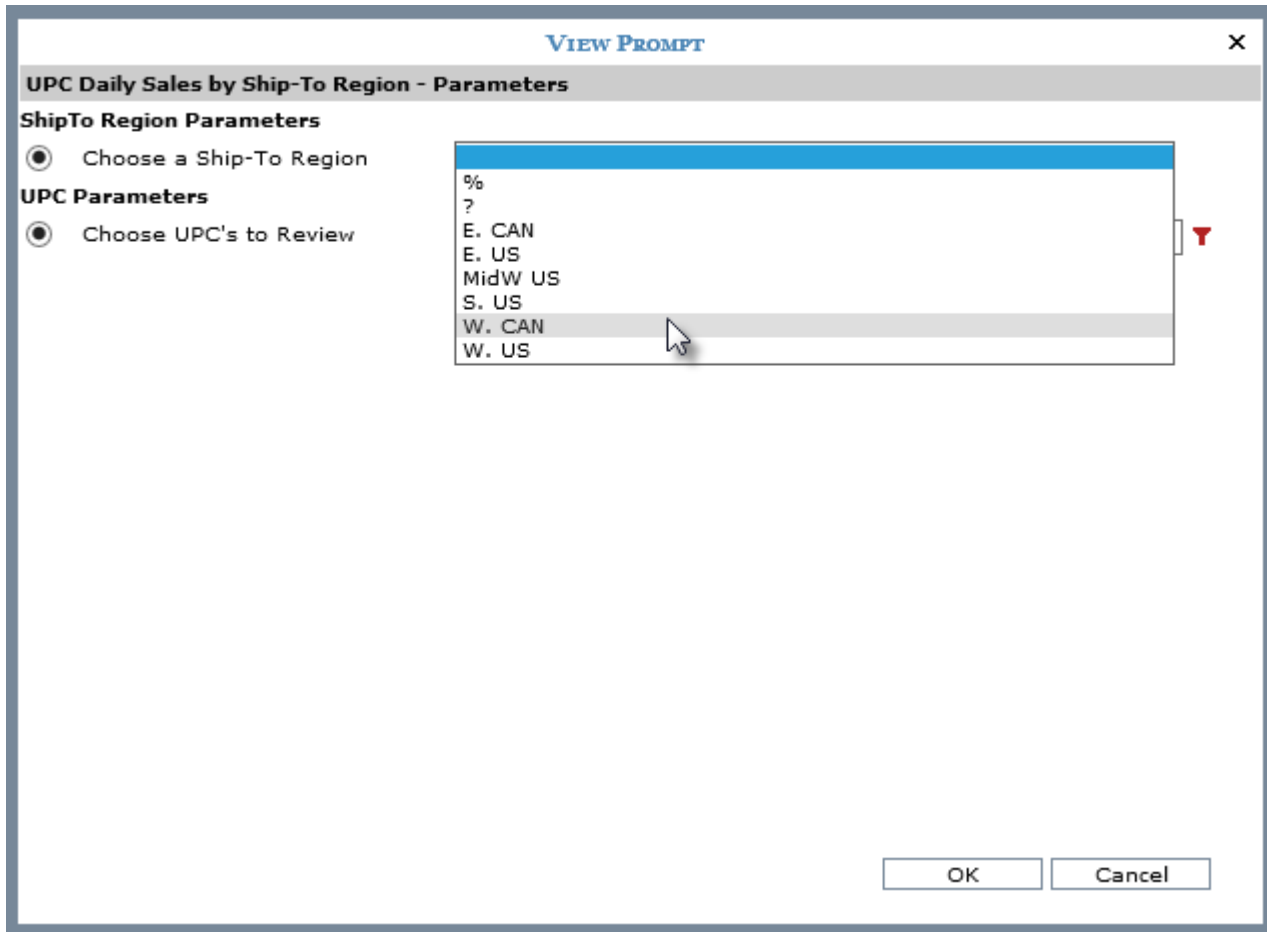 VIEW PROMPT
UPC Daily Sales by Ship-To Region - Parameters
ShipTo Region Parameters
Choose a Ship-To Region
%
?
E. CAN
E. US
MidW US
S. US
W. CAN
W. US
UPC Parameters
Choose UPC's to Review
OK Cancel